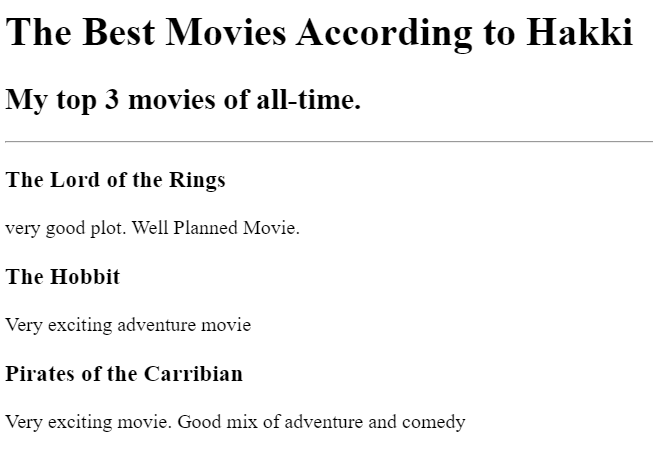 The Best Movies According to Hakki
My top 3 movies of all-time.
The Lord of the Rings
very good plot. Well Planned Movie.
The Hobbit
Very exciting adventure movie
Pirates of the Carribian
Very exciting movie. Good mix of adventure and comedy